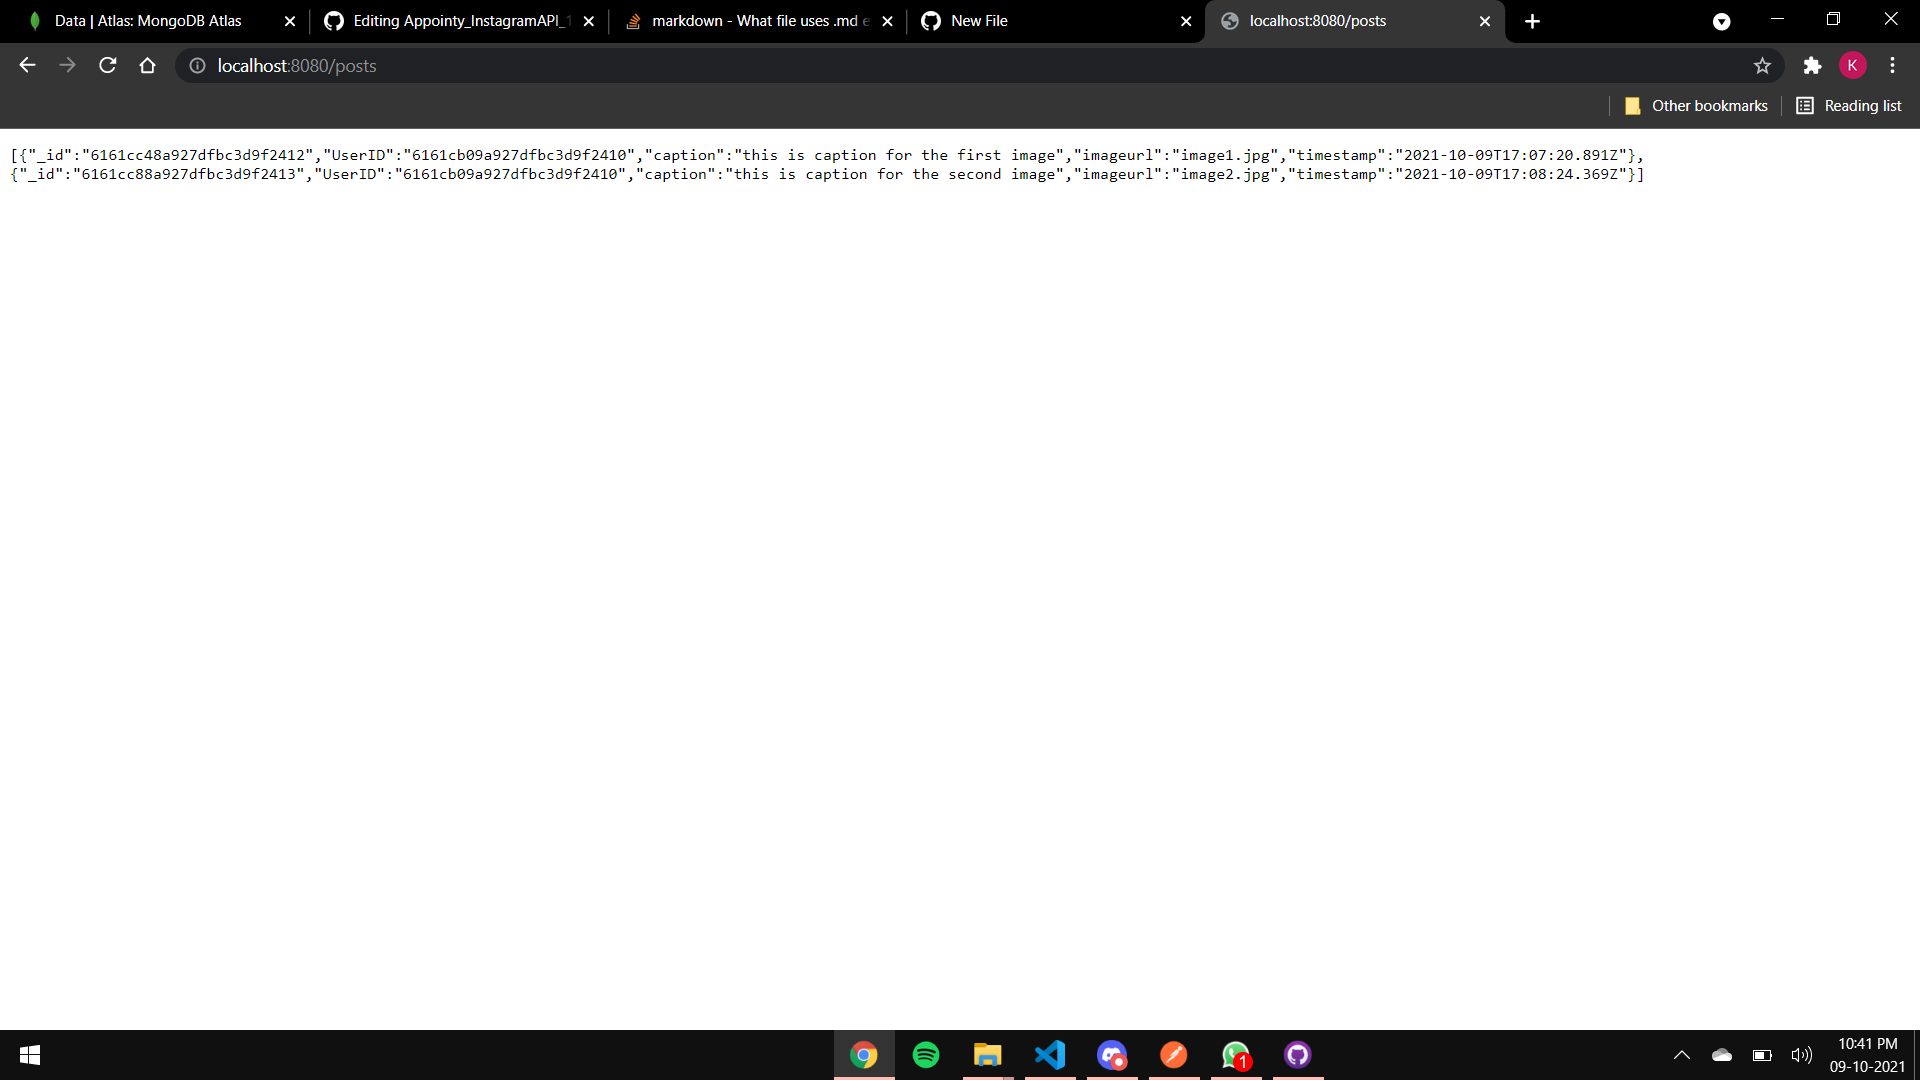 Data | Atlas: MongoDB Atlas
Editing Appointy_InstagramAPI_1
markdown - What file uses .md e
New File
localhost:8080/posts
localhost:8080/posts
K
Other bookmarks
Reading list
[{"_id":"6161cc48a927dfbc3d9f2412","UserID":"6161cb09a927dfbc3d9f2410","caption":"this is caption for the first image","imageurl":"image1.jpg","timestamp":"2021-10-09T17:07:20.891Z"},
{"_id":"6161cc88a927dfbc3d9f2413","UserID":"6161cb09a927dfbc3d9f2410","caption":"this is caption for the second image","imageurl":"image2.jpg","timestamp":"2021-10-09T17:08:24.369Z"}]
1
10:41 PM
09-10-2021